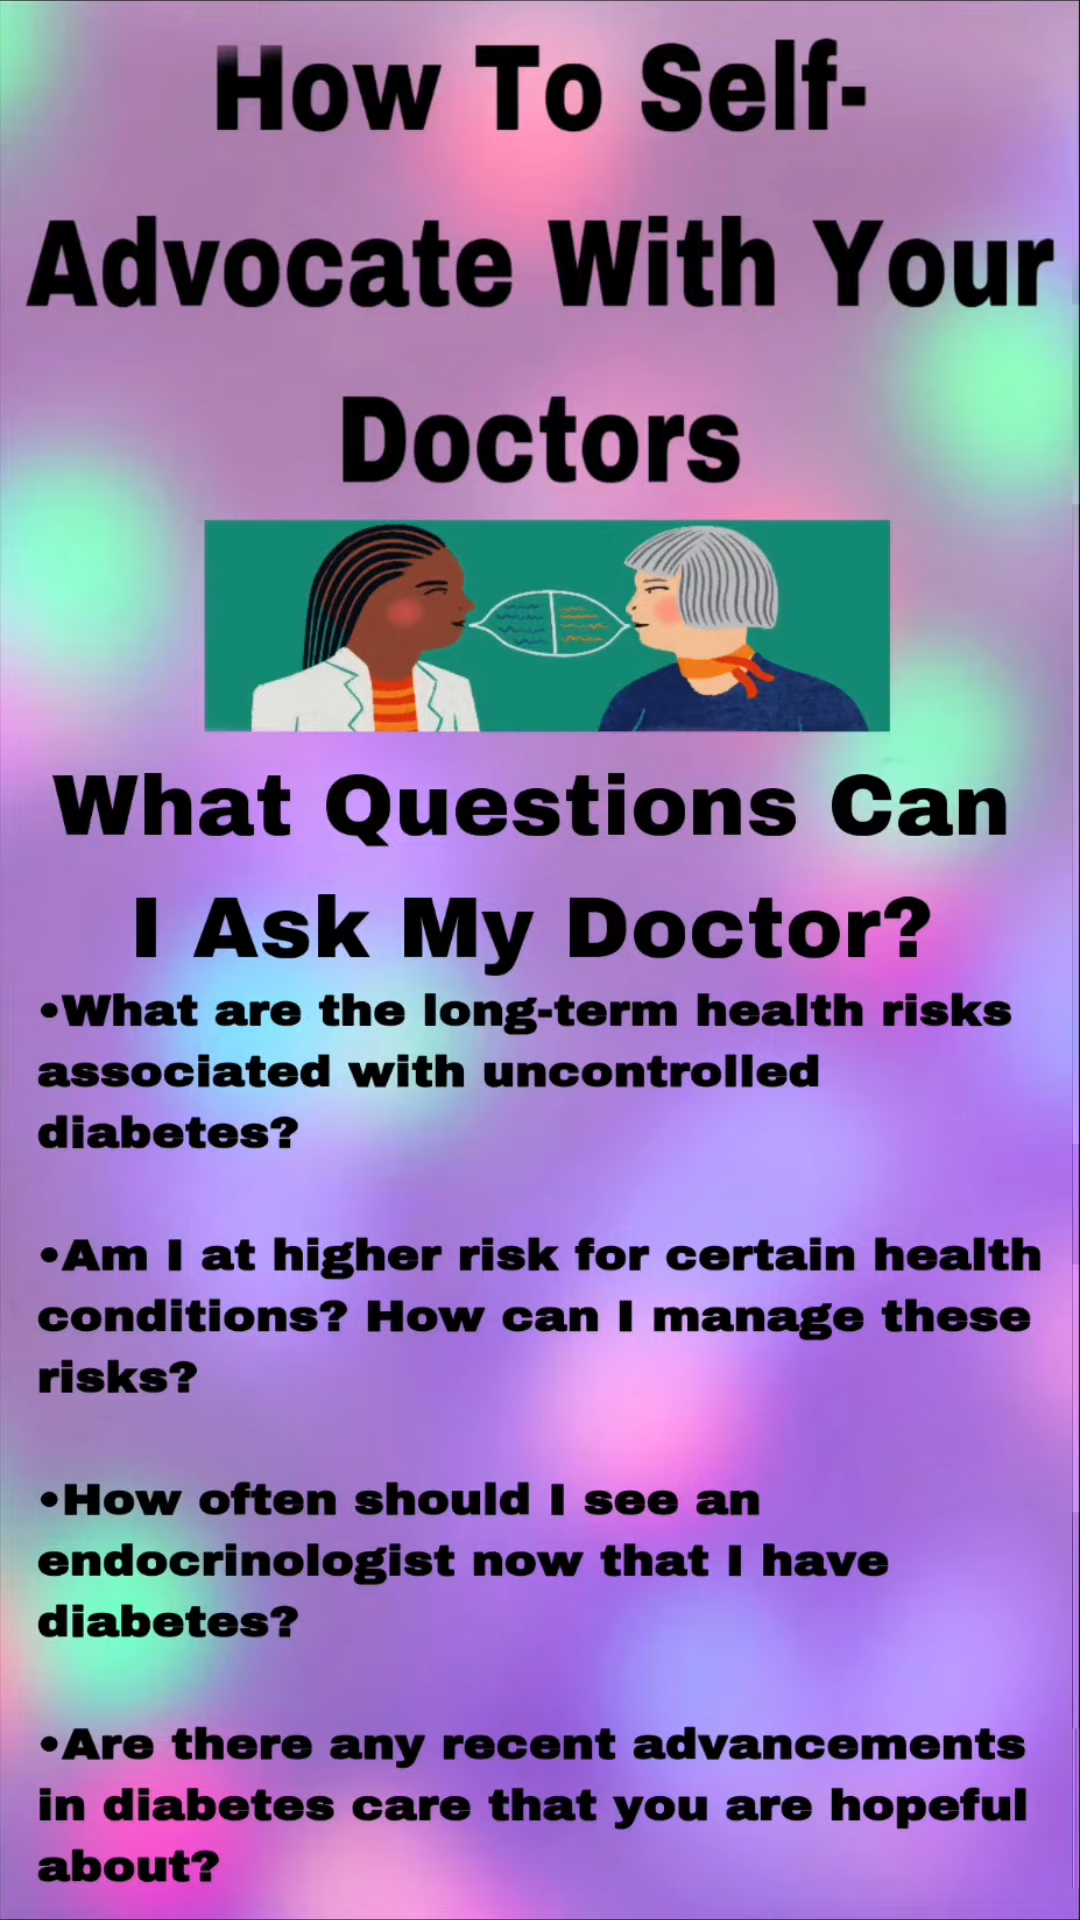 How To Self-
Advocate With Your
Doctors
What Questions Can
I Ask My Doctor?
•What are the long-term health risks
associated with uncontrolled
diabetes?
•Am I at higher risk for certain health
conditions? How can I manage these
risks?
•How often should I see an
endocrinologist now that I have
diabetes?
•Are there any recent advancements
in diabetes care that you are hopeful
about?